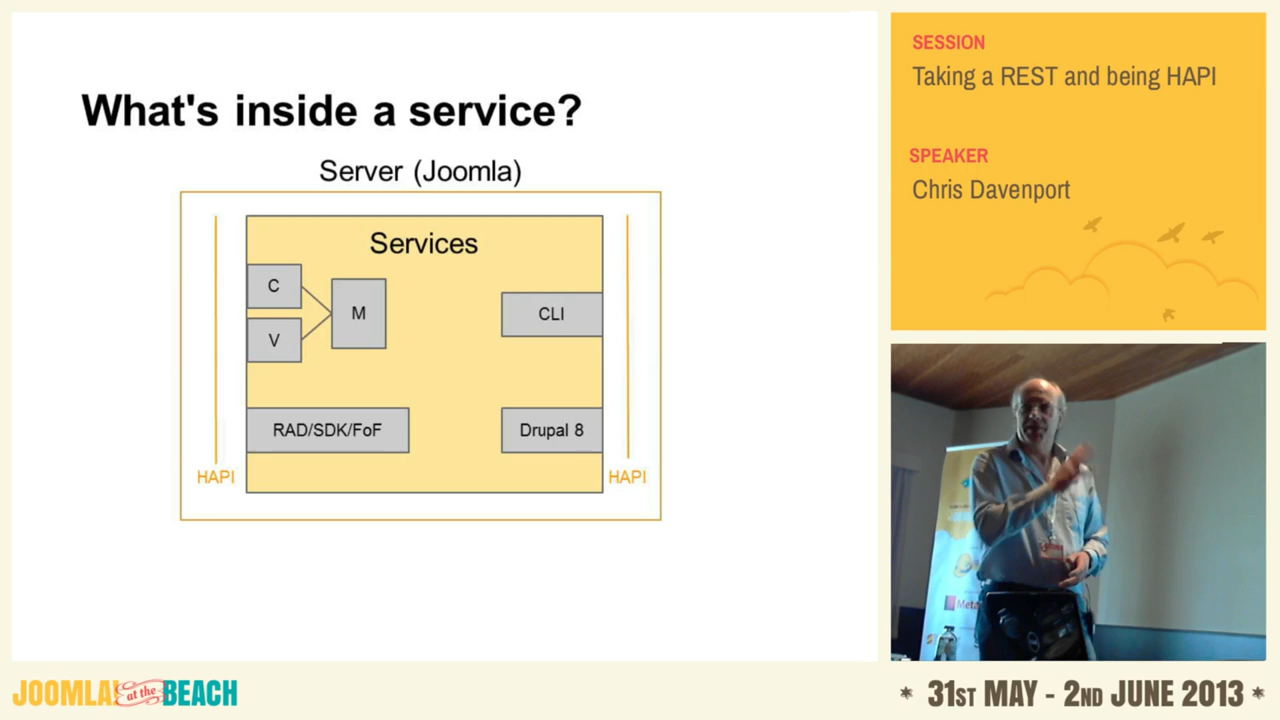 What's inside a service?
Server (Joomla)
Services
C
M
CLI
V
RAD/SDK/FoF
Drupal 8
HAPI
HAPI
SESSION
Taking a REST and being HAPI
SPEAKER
Chris Davenport
Meta
JOOMLA! at the BEACH
* 31ST MAY - 2ND JUNE 2013 *